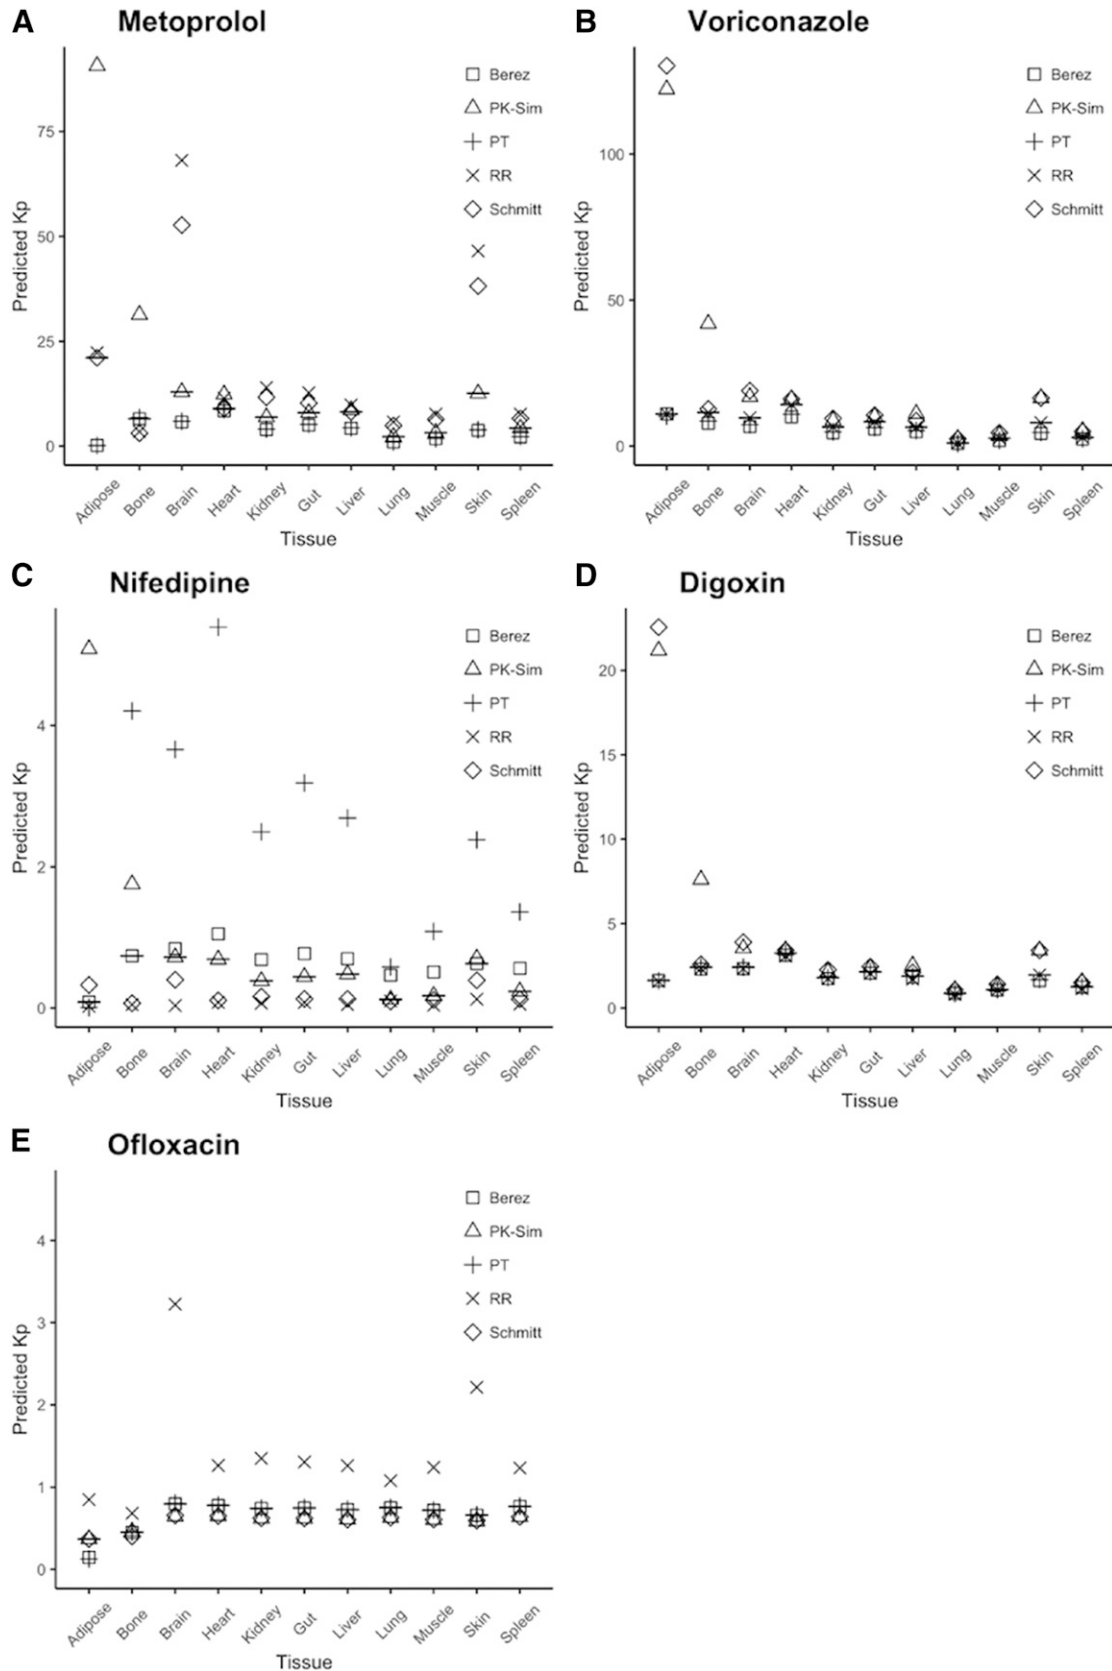 A
Metoprolol
Predicted Kp
75
50
25
0
Berez
PK-Sim
PT
RR
Schmitt
Adipose
Bone
Brain
Heart
Kidney
Gut
Liver
Lung
Muscle
Skin
Spleen
Tissue
B
Voriconazole
Predicted Kp
100
50
0
Berez
PK-Sim
PT
RR
Schmitt
Adipose
Bone
Brain
Heart
Kidney
Gut
Liver
Lung
Muscle
Skin
Spleen
Tissue
C
Nifedipine
Predicted Kp
4
2
0
Berez
PK-Sim
PT
RR
Schmitt
Adipose
Bone
Brain
Heart
Kidney
Gut
Liver
Lung
Muscle
Skin
Spleen
Tissue
D
Digoxin
Predicted Kp
20
15
10
5
0
Berez
PK-Sim
PT
RR
Schmitt
Adipose
Bone
Brain
Heart
Kidney
Gut
Liver
Lung
Muscle
Skin
Spleen
Tissue
E
Ofloxacin
Predicted Kp
4
3
2
1
0
Berez
PK-Sim
PT
RR
Schmitt
Adipose
Bone
Brain
Heart
Kidney
Gut
Liver
Lung
Muscle
Skin
Spleen
Tissue